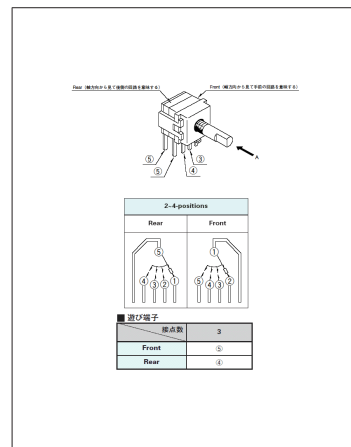 Rear (軸方向から見て後側の回路を意味する)
Front (軸方向から見て手前の回路を意味する)
A
③
④
⑤
⑤
2-4-positions
Rear Front
⑤ ①
④ ③ ② ① ⑤ ④ ③ ②
■ 遊び端子
接点数 3
Front ⑤
Rear ④